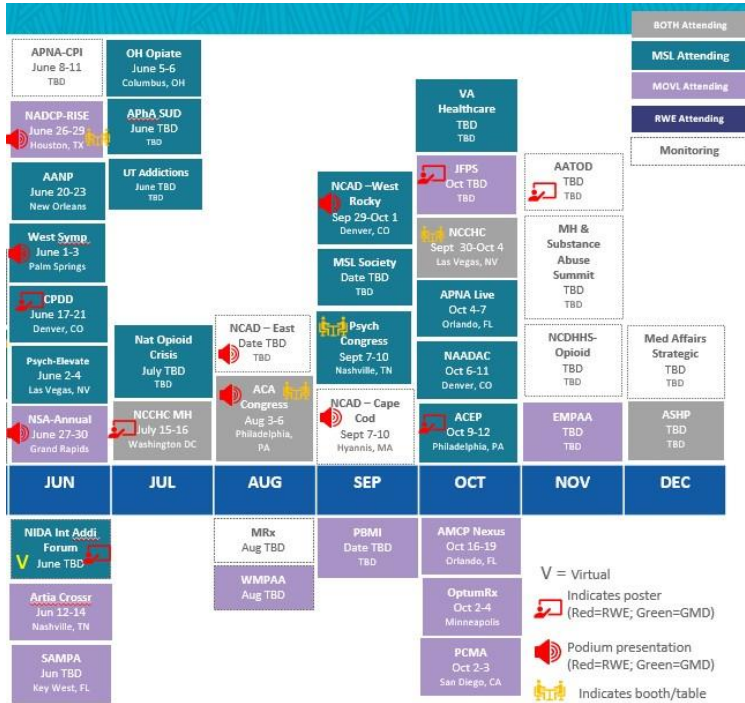 BOTH Attending
MSL Attending
MOVL Attending
RWE Attending
Monitoring
APNA-CPI
June 8-11
TBD
NADCP-RISE
June 26-29
Houston, TX
AANP
June 20-23
New Orleans
West Symp
June 1-3
Palm Springs
CPDD
June 17-21
Denver, CO
Psych-Elevate
June 2-4
Las Vegas, NV
NSA-Annual
June 27-30
Grand Rapids
OH Opiate
June 5-6
Columbus, OH
APhA SUD
June TBD
TBD
UT Addictions
June TBD
TBD
Nat Opioid
Crisis
July TBD
TBD
NCCHC MH
July 15-16
Washington DC
NCAD – East
Date TBD
TBD
ACA
Congress
Aug 3-6
Philadelphia,
PA
NCAD –West
Rocky
Sep 29-Oct 1
Denver, CO
MSL Society
Date TBD
TBD
Psych
Congress
Sept 7-10
Nashville, TN
NCAD – Cape
Cod
Sept 7-10
Hyannis, MA
VA
Healthcare
TBD
TBD
JFPS
Oct TBD
TBD
NCCHC
Sept 30-Oct 4
Las Vegas, NV
APNA Live
Oct 4-7
Orlando, FL
NAADAC
Oct 6-11
Denver, CO
ACEP
Oct 9-12
Philadelphia, PA
AATOD
TBD
TBD
MH &
Substance
Abuse
Summit
TBD
TBD
NCDHHS-
Opioid
TBD
TBD
EMPAA
TBD
TBD
Med Affairs
Strategic
TBD
TBD
ASHP
TBD
TBD
JUN
JUL
AUG
SEP
OCT
NOV
DEC
NIDA Int Addi
Forum
V June TBD
Artia Crossr
Jun 12-14
Nashville, TN
SAMPA
Jun TBD
Key West, FL
MRx
Aug TBD
WMPAA
Aug TBD
PBMI
Date TBD
TBD
AMCP Nexus
Oct 16-19
Orlando, FL
OptumRx
Oct 2-4
Minneapolis
PCMA
Oct 2-3
San Diego, CA
V = Virtual
Indicates poster
(Red=RWE; Green=GMD)
Podium presentation
(Red=RWE; Green=GMD)
Indicates booth/table